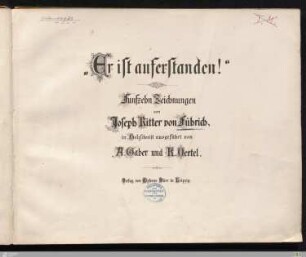 „Er ist auferstanden!“
Fünfzehn Zeichnungen
von
Joseph Ritter von Führich.
in Holzschnitt ausgeführt von
A. Gaber und K. Oertel.
Verlag von Alphons Dürr in Leipzig